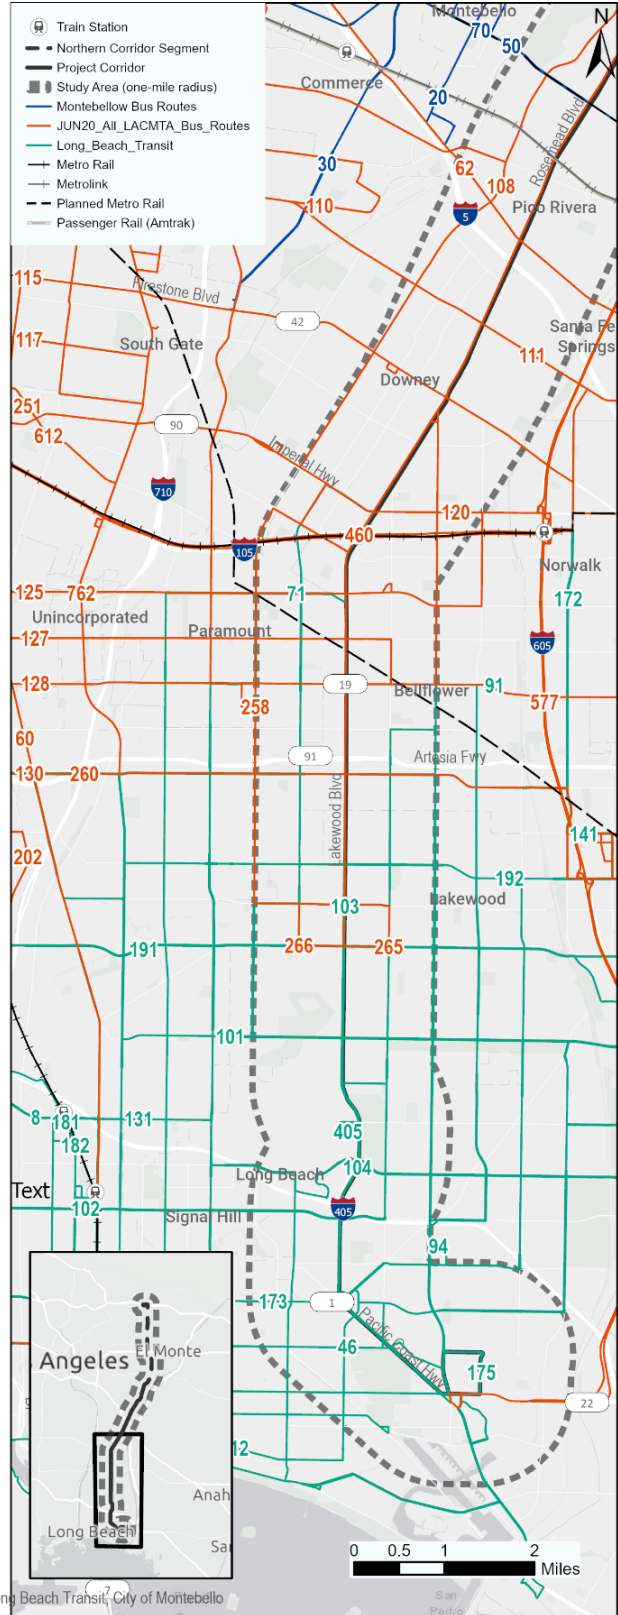 Train Station
Northern Corridor Segment
Project Corridor
Study Area (one-mile radius)
Montebellow Bus Routes
JUN20_All_LACMTA_Bus_Routes
Long_Beach_Transit
Metro Rail
Metrolink
Planned Metro Rail
Passenger Rail (Amtrak)
Montebello
N
70
50
Commerce
20
Rosemead Blvd
30
62
108
110
Pico Rivera
5
115
Firestone Blvd
42
Santa Fe
Springs
117
South Gate
111
Downey
251
90
612
Imperial Hwy
710
120
460
105
Norwalk
125
762
71
172
Unincorporated
Paramount
127
605
128
19
91
Bellflower
258
577
60
91
Artesia Fwy
130
260
Lakewood Blvd
141
202
192
Lakewood
103
191
266
265
101
8
181
131
405
182
104
Long Beach
Text
102
405
Signal Hill
94
173
1
Pacific Coast Hwy
46
175
22
12
Angeles
El Monte
Long Beach
Anah
Sa
0 0.5 1 2
Miles
7
ng Beach Transit, City of Montebello
San
Pedro